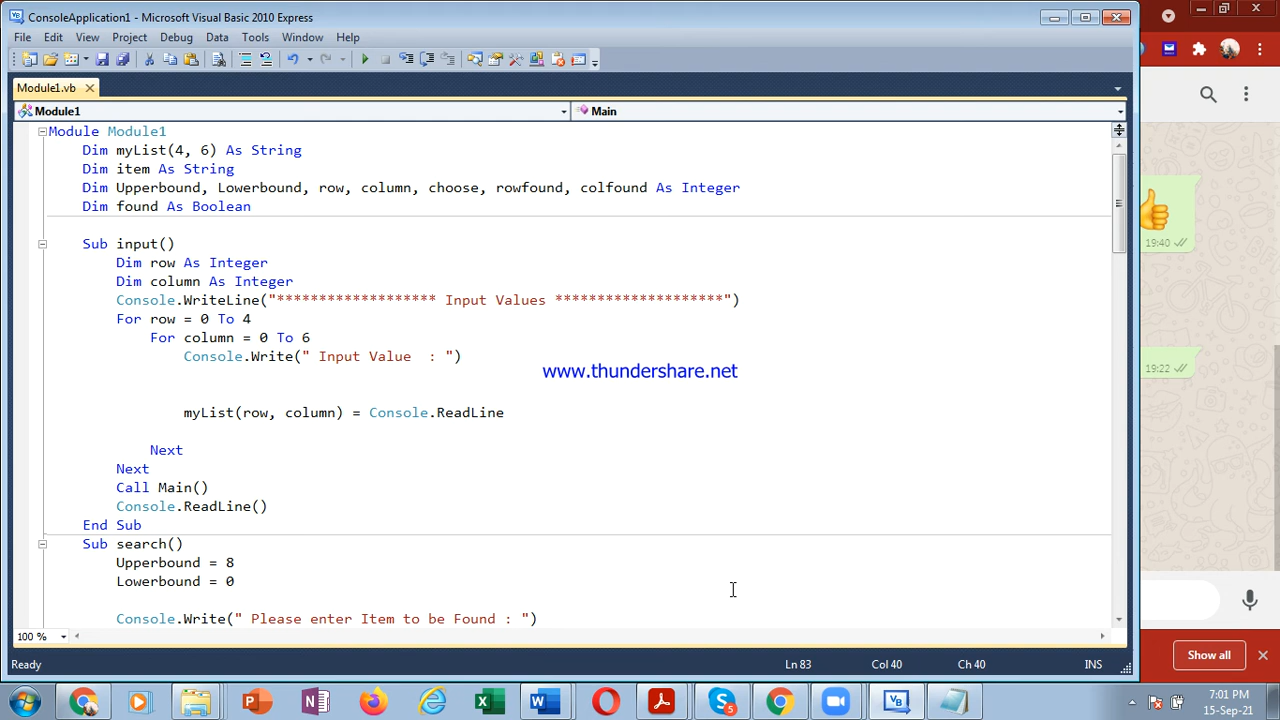 ConsoleApplication1 - Microsoft Visual Basic 2010 Express
File Edit View Project Debug Data Tools Window Help
Module1.vb
Module1 Main
Module Module1
Dim myList(4, 6) As String
Dim item As String
Dim Upperbound, Lowerbound, row, column, choose, rowfound, colfound As Integer
Dim found As Boolean
Sub input()
Dim row As Integer
Dim column As Integer
Console.WriteLine("******************* Input Values ********************")
For row = 0 To 4
For column = 0 To 6
Console.Write(" Input Value  : ")
www.thundershare.net
myList(row, column) = Console.ReadLine
Next
Next
Call Main()
Console.ReadLine()
End Sub
Sub search()
Upperbound = 8
Lowerbound = 0
Console.Write(" Please enter Item to be Found : ")
100 %
Ready Ln 83 Col 40 Ch 40 INS
19:40
19:22
Show all
7:01 PM
15-Sep-21